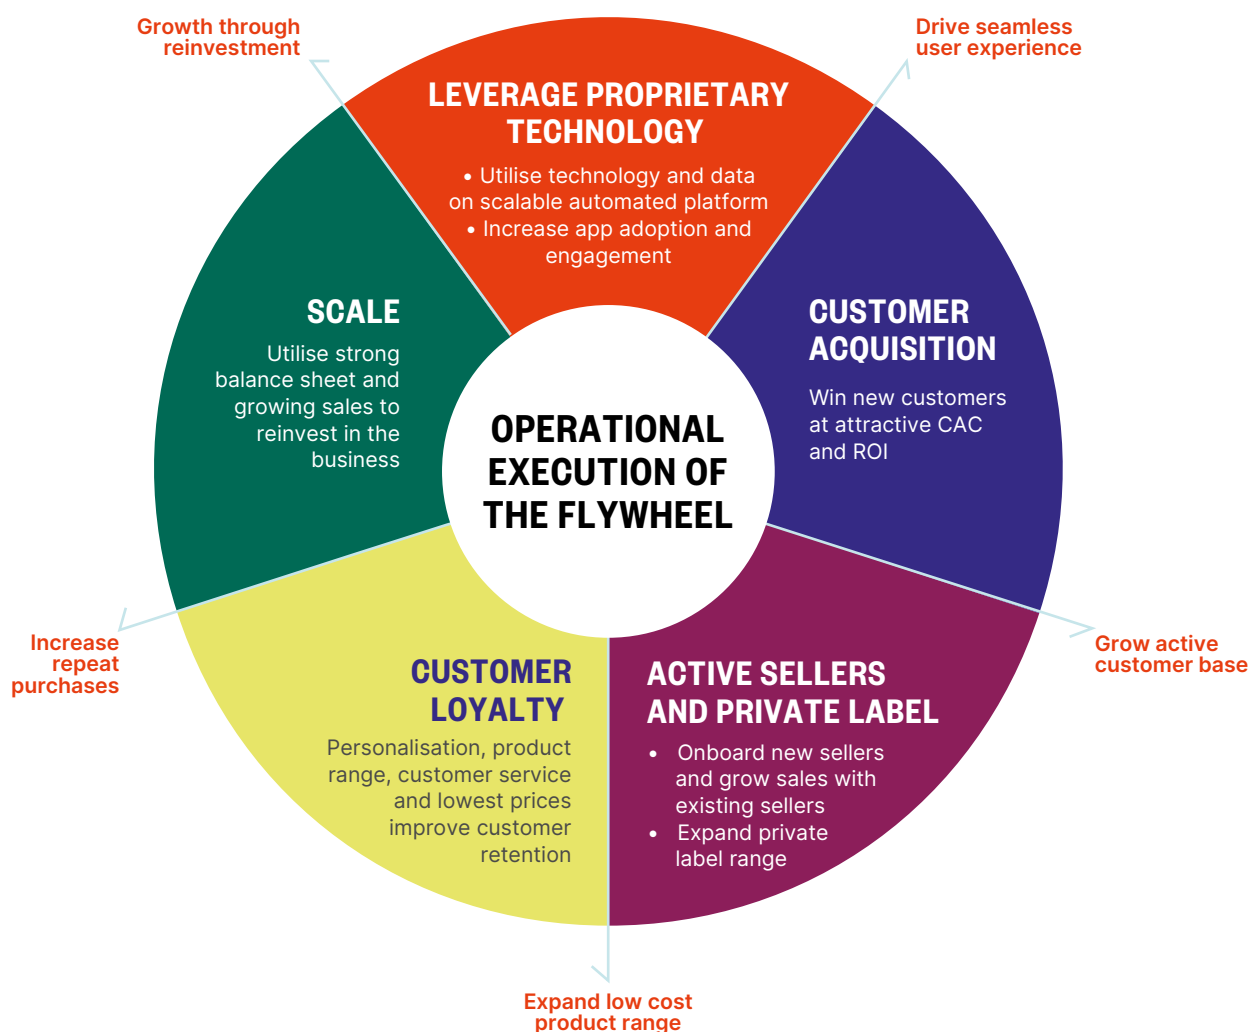 Growth through
reinvestment
Drive seamless
user experience
LEVERAGE PROPRIETARY
TECHNOLOGY
• Utilise technology and data
on scalable automated platform
• Increase app adoption and
engagement
SCALE
Utilise strong
balance sheet and
growing sales to
reinvest in the
business
CUSTOMER
ACQUISITION
Win new customers
at attractive CAC
and ROI
OPERATIONAL
EXECUTION OF
THE FLYWHEEL
Increase
repeat
purchases
Grow active
customer base
CUSTOMER
LOYALTY
Personalisation, product
range, customer service
and lowest prices
improve customer
retention
ACTIVE SELLERS
AND PRIVATE LABEL
• Onboard new sellers
and grow sales with
existing sellers
• Expand private
label range
Expand low cost
product range